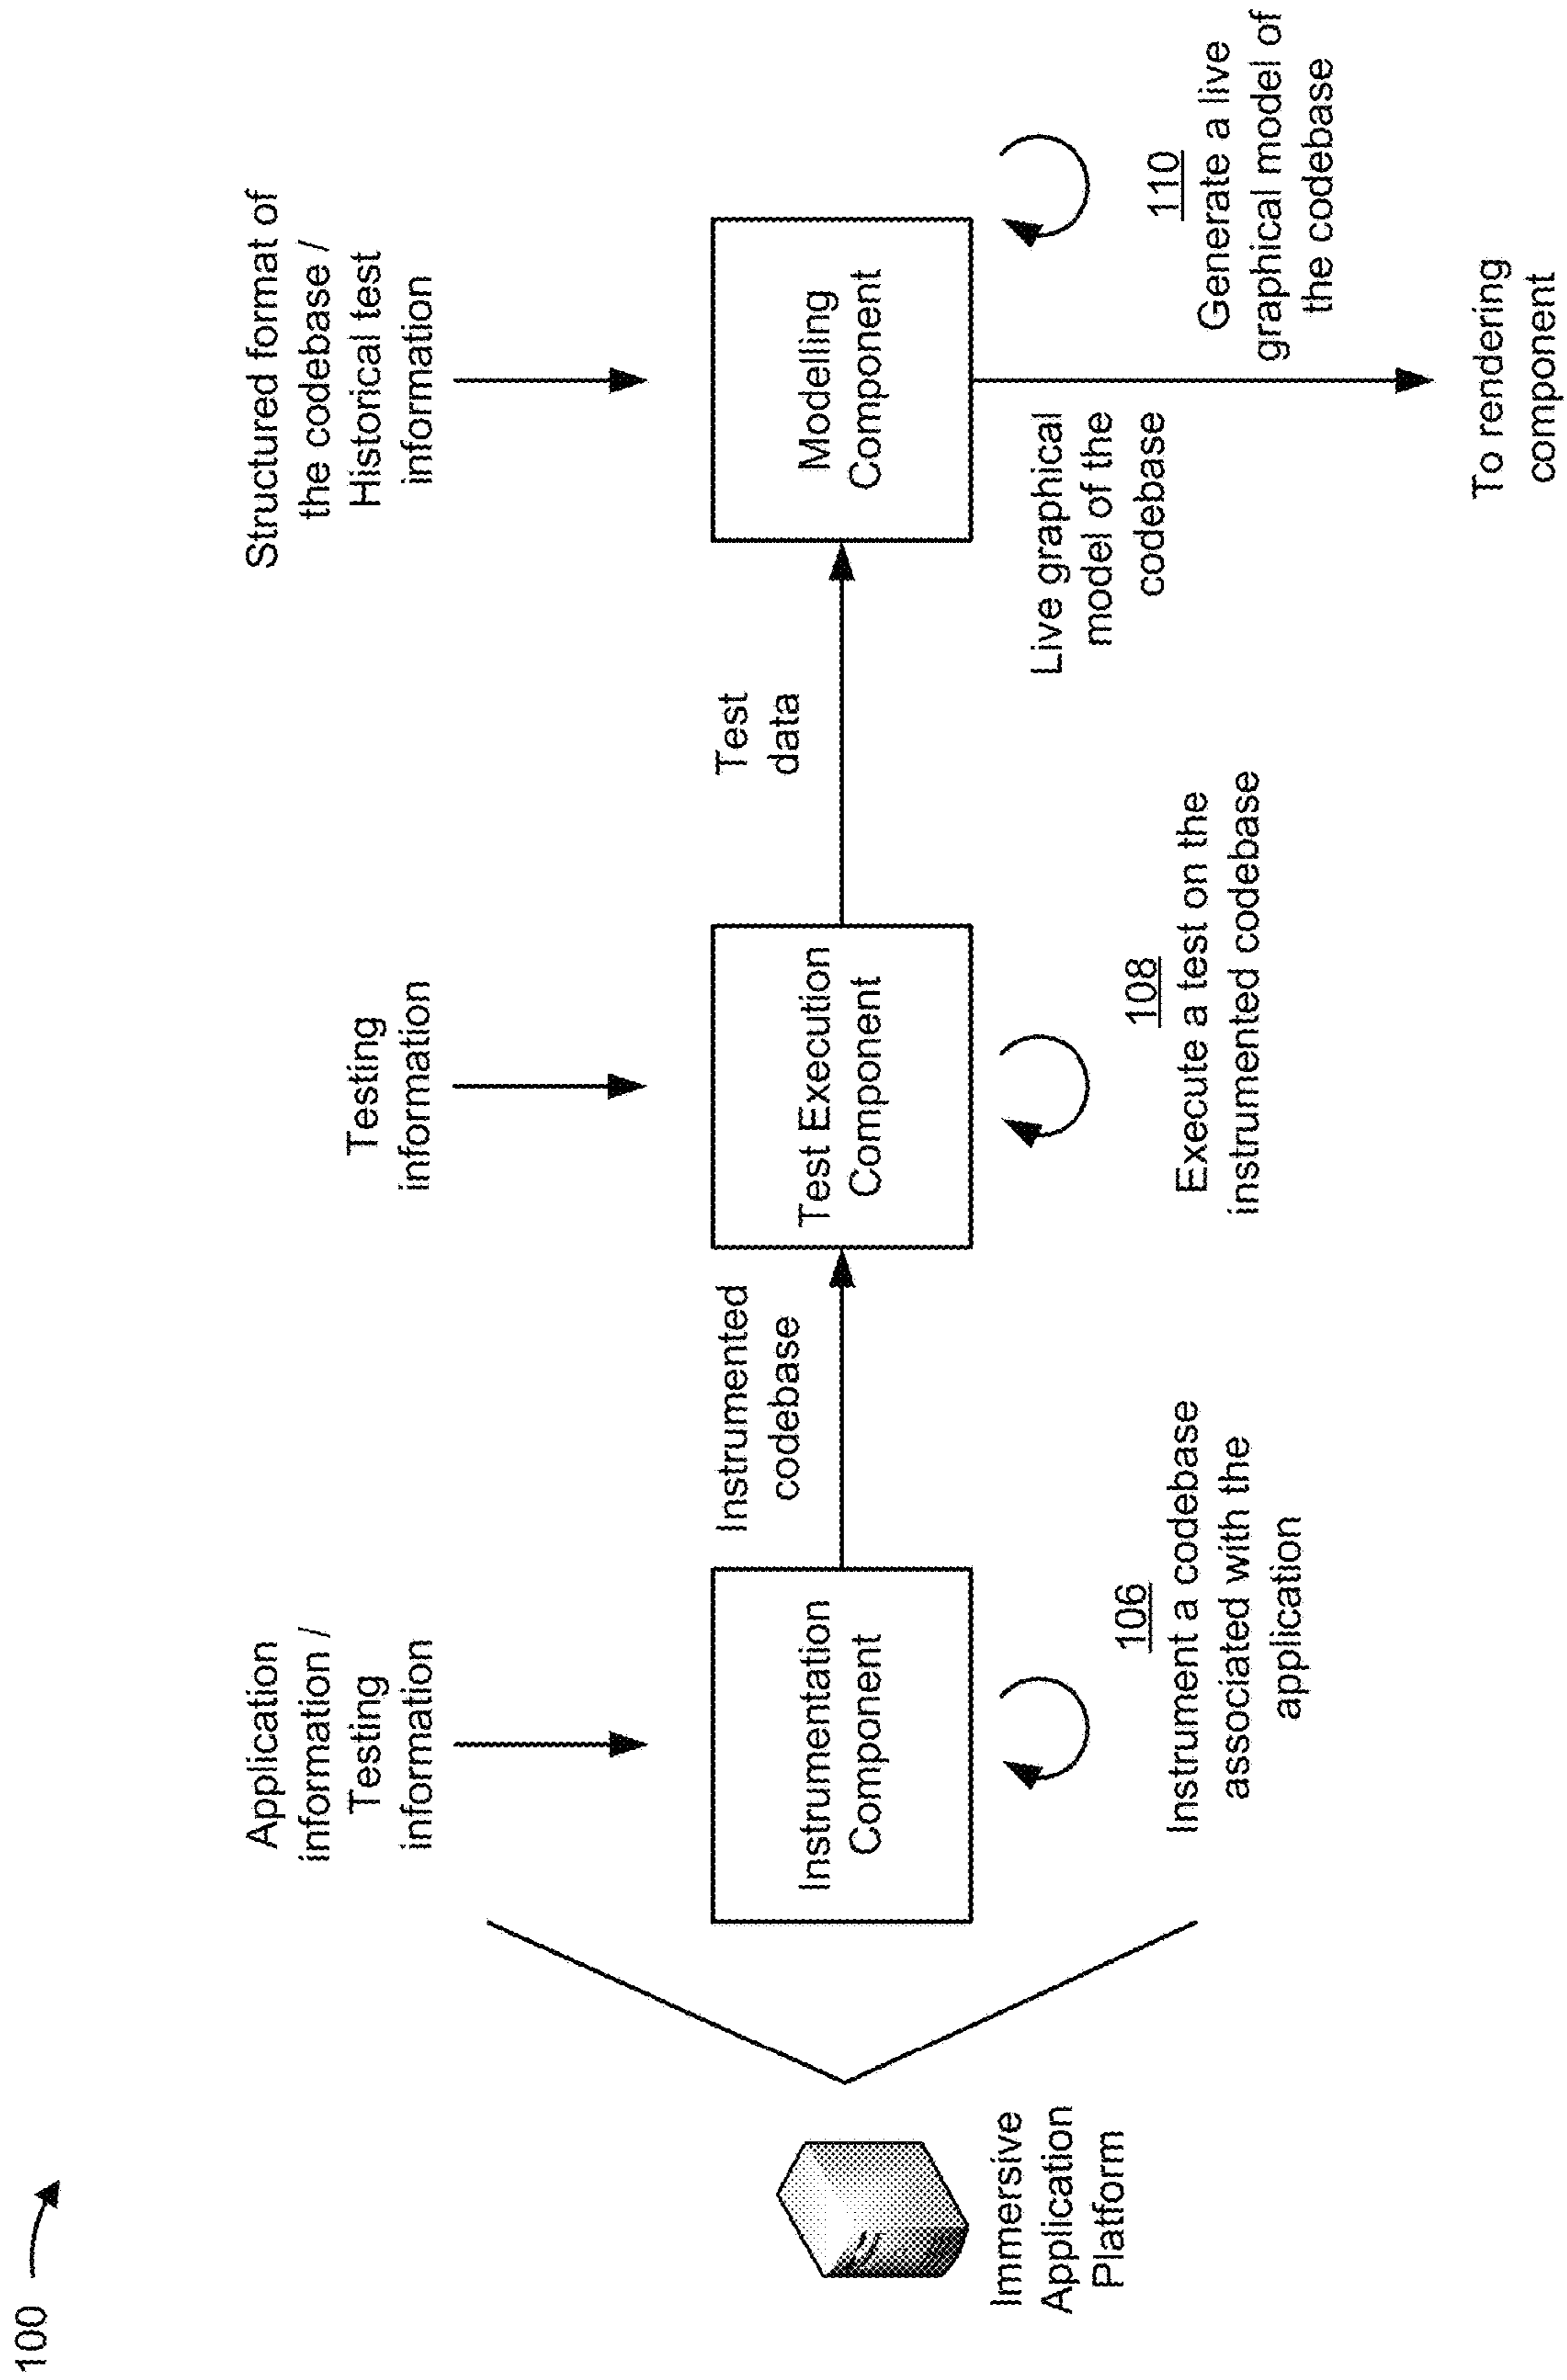 100
Immersive
Application
Platform
Application
information /
Testing
information
Instrumentation
Component
106
Instrument a codebase
associated with the
application
Instrumented
codebase
Testing
information
Test Execution
Component
108
Execute a test on the
instrumented codebase
Test
data
Structured format of
the codebase /
Historical test
information
Modelling
Component
110
Generate a live
graphical model of
the codebase
Live graphical
model of the
codebase
To rendering
component